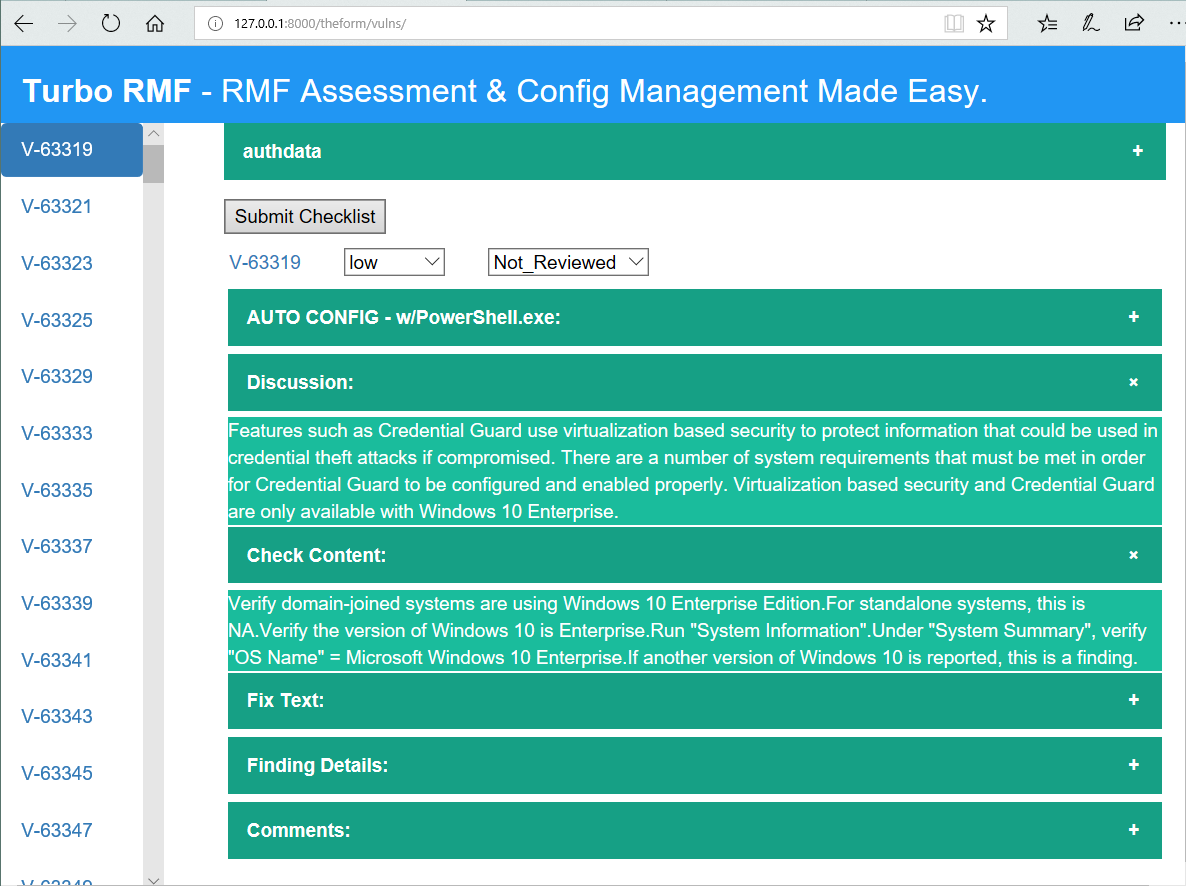 127.0.0.1:8000/theform/vulns/
Turbo RMF - RMF Assessment & Config Management Made Easy.
V-63319
V-63321
V-63323
V-63325
V-63329
V-63333
V-63335
V-63337
V-63339
V-63341
V-63343
V-63345
V-63347
authdata +
Submit Checklist
V-63319 low Not_Reviewed
AUTO CONFIG - w/PowerShell.exe: +
Discussion: ×
Features such as Credential Guard use virtualization based security to protect information that could be used in
credential theft attacks if compromised. There are a number of system requirements that must be met in order
for Credential Guard to be configured and enabled properly. Virtualization based security and Credential Guard
are only available with Windows 10 Enterprise.
Check Content: ×
Verify domain-joined systems are using Windows 10 Enterprise Edition.For standalone systems, this is
NA.Verify the version of Windows 10 is Enterprise.Run "System Information".Under "System Summary", verify
"OS Name" = Microsoft Windows 10 Enterprise.If another version of Windows 10 is reported, this is a finding.
Fix Text: +
Finding Details: +
Comments: +